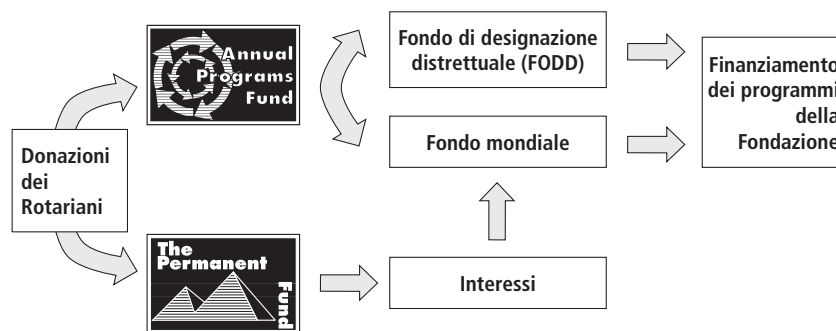 Donazioni
dei
Rotariani
Annual
Programs
Fund
The
Permanent
Fund
Fondo di designazione
distrettuale (FODD)
Fondo mondiale
Interessi
Finanziamento
dei programmi
della
Fondazione